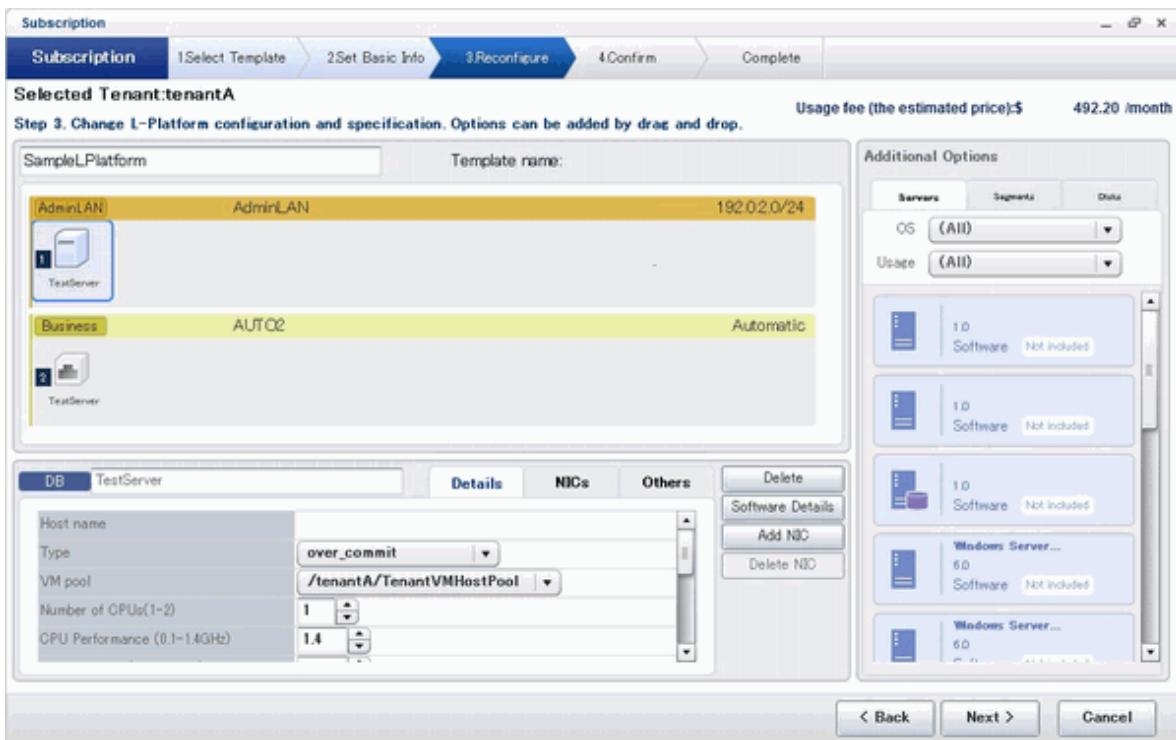 Subscription
Subscription 1.Select Template 2.Set Basic Info 3.Reconfigure 4.Confirm Complete
Selected Tenant:tenantA
Usage fee (the estimated price):$ 492.20 /month
Step 3. Change L-Platform configuration and specification. Options can be added by drag and drop.
SampleLPlatform Template name:
AdminLAN AdminLAN 192.0.2.0/24
1
TestServer
Business AUTO2 Automatic
2
TestServer
DB TestServer Details NICs Others
Host name
Type over_commit
VM pool /tenantA/TenantVMHostPool
Number of CPUs(1-2) 1
CPU Performance (0.1-1.4GHz) 1.4
Delete
Software Details
Add NIC
Delete NIC
Additional Options
Servers Segments Disks
OS (All)
Usage (All)
1.0
Software Not included
1.0
Software Not included
1.0
Software Not included
Windows Server...
6.0
Software Not included
Windows Server...
6.0
< Back Next > Cancel